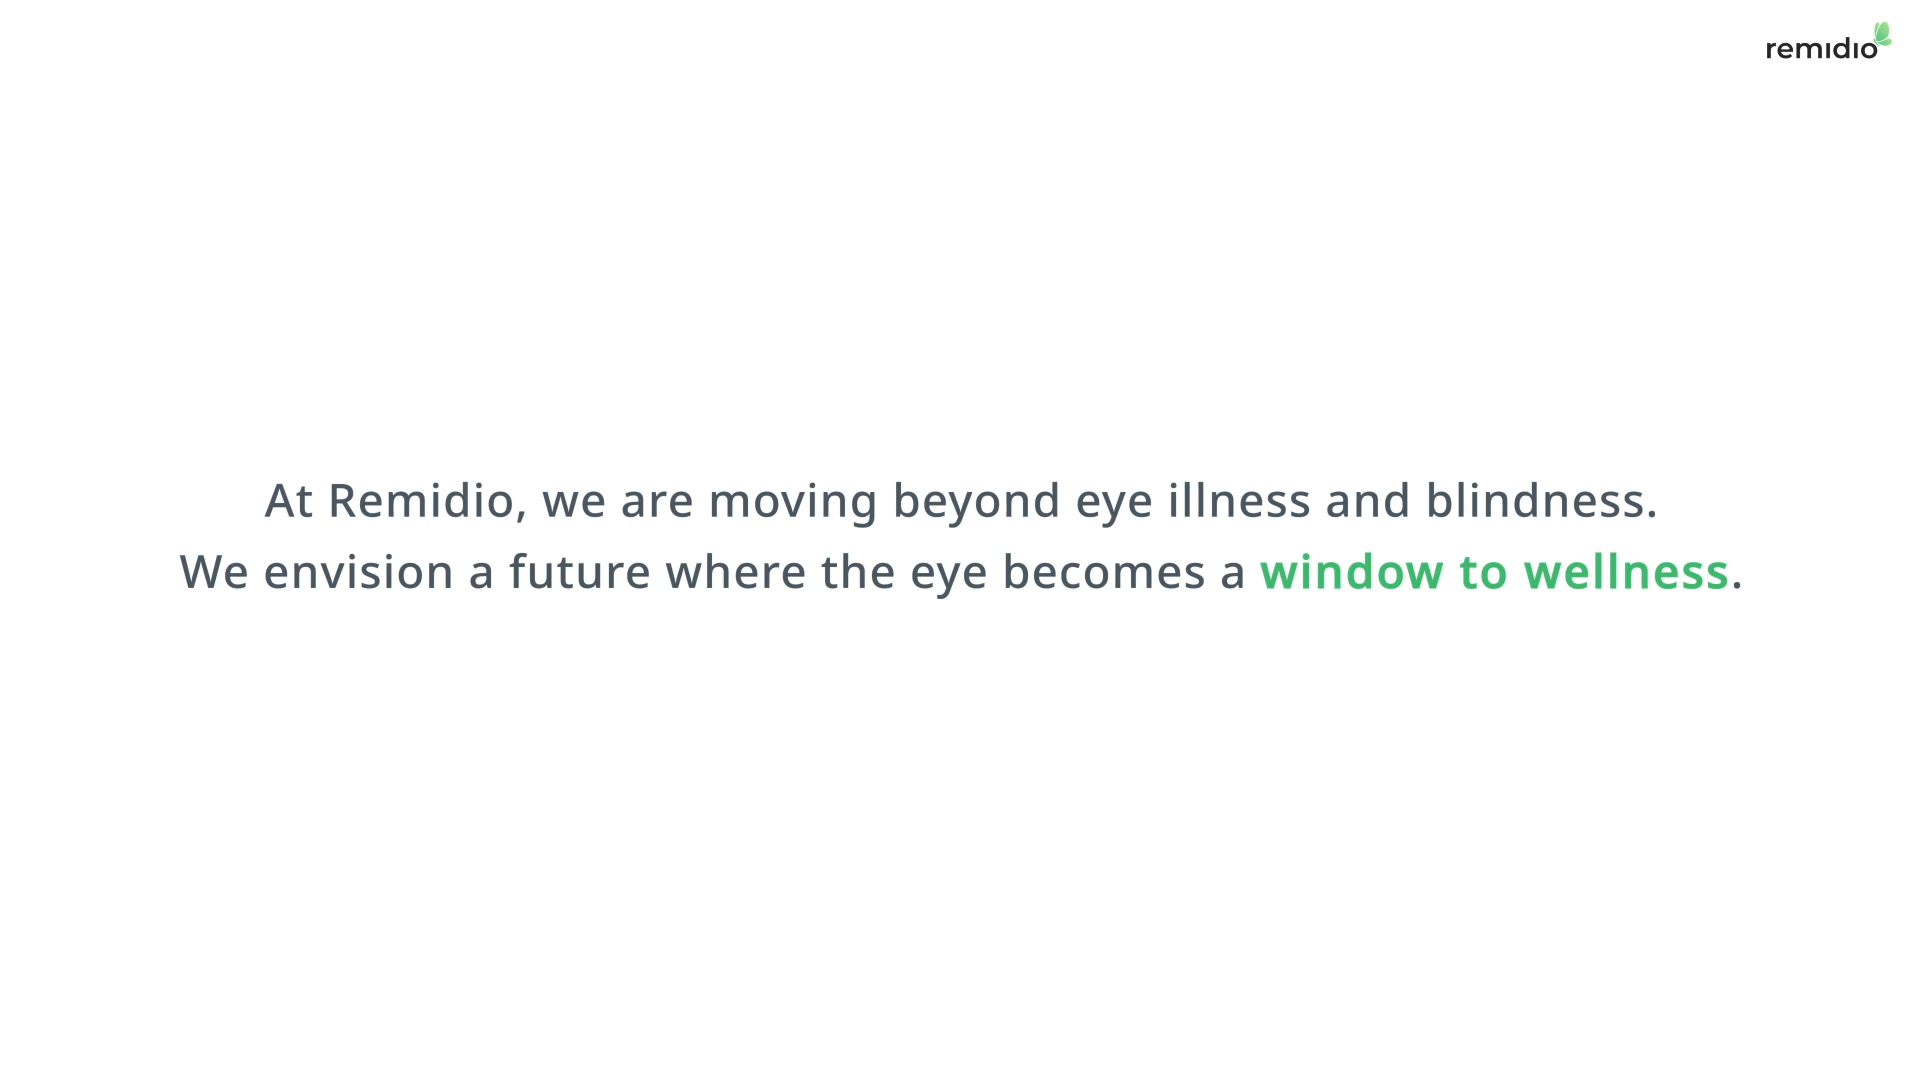 remidio
At Remidio, we are moving beyond eye illness and blindness.
We envision a future where the eye becomes a window to wellness.